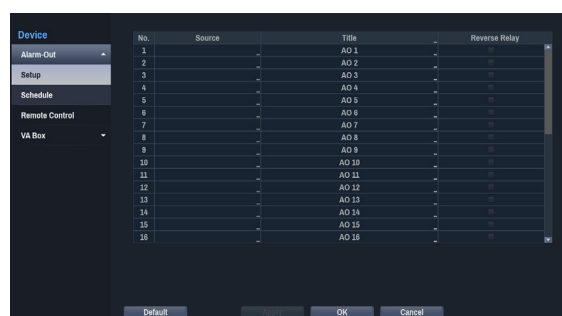 Device
Alarm-Out
Setup
Schedule
Remote Control
VA Box
No. Source Title Reverse Relay
1 AO 1
2 AO 2
3 AO 3
4 AO 4
5 AO 5
6 AO 6
7 AO 7
8 AO 8
9 AO 9
10 AO 10
11 AO 11
12 AO 12
13 AO 13
14 AO 14
15 AO 15
16 AO 16
Default Apply OK Cancel